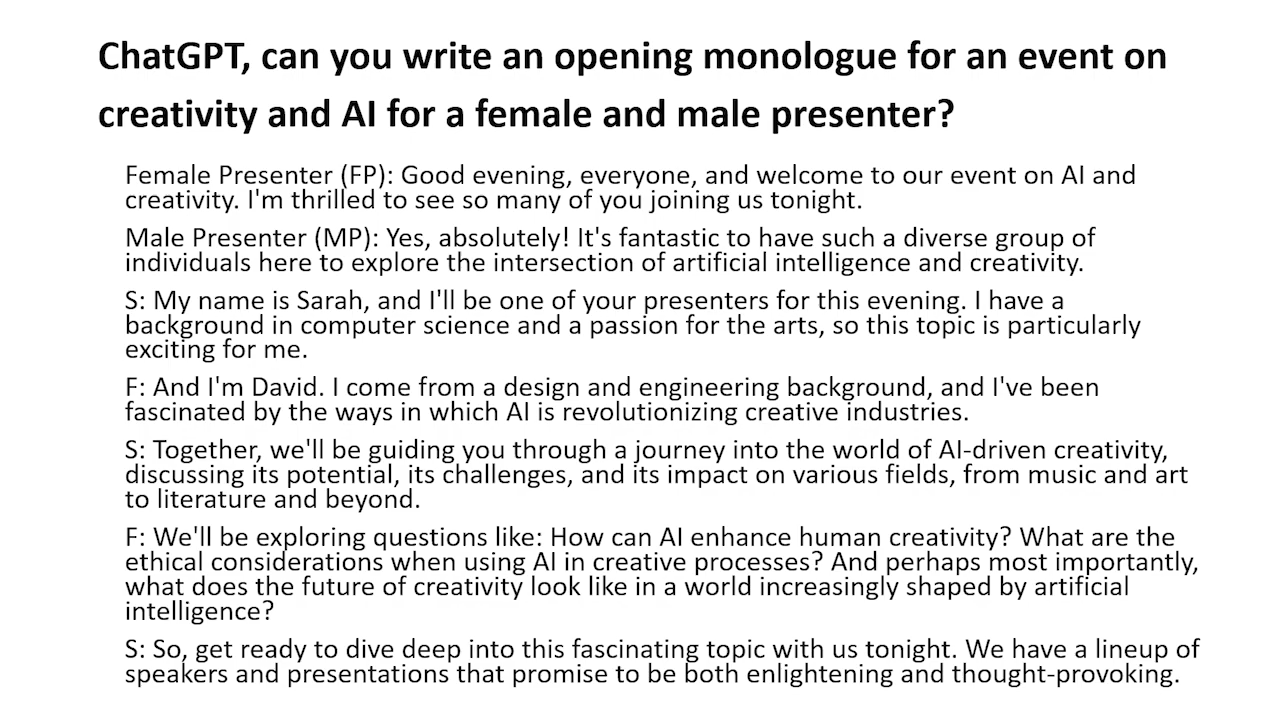 ChatGPT, can you write an opening monologue for an event on
creativity and AI for a female and male presenter?
Female Presenter (FP): Good evening, everyone, and welcome to our event on AI and
creativity. I'm thrilled to see so many of you joining us tonight.
Male Presenter (MP): Yes, absolutely! It's fantastic to have such a diverse group of
individuals here to explore the intersection of artificial intelligence and creativity.
S: My name is Sarah, and I'll be one of your presenters for this evening. I have a
background in computer science and a passion for the arts, so this topic is particularly
exciting for me.
F: And I'm David. I come from a design and engineering background, and I've been
fascinated by the ways in which AI is revolutionizing creative industries.
S: Together, we'll be guiding you through a journey into the world of AI-driven creativity,
discussing its potential, its challenges, and its impact on various fields, from music and art
to literature and beyond.
F: We'll be exploring questions like: How can AI enhance human creativity? What are the
ethical considerations when using AI in creative processes? And perhaps most importantly,
what does the future of creativity look like in a world increasingly shaped by artificial
intelligence?
S: So, get ready to dive deep into this fascinating topic with us tonight. We have a lineup of
speakers and presentations that promise to be both enlightening and thought-provoking.